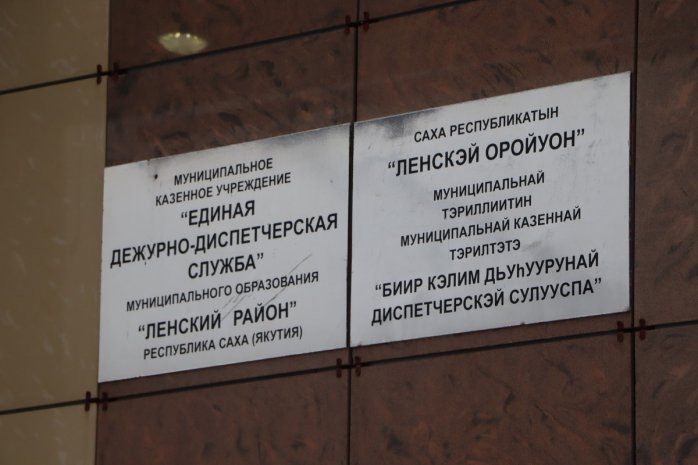 МУНИЦИПАЛЬНОЕ
КАЗЕННОЕ УЧРЕЖДЕНИЕ
“ЕДИНАЯ
ДЕЖУРНО-ДИСПЕТЧЕРСКАЯ
СЛУЖБА”
МУНИЦИПАЛЬНОГО ОБРАЗОВАНИЯ
“ЛЕНСКИЙ РАЙОН”
РЕСПУБЛИКА САХА (ЯКУТИЯ)
САХА РЕСПУБЛИКАТЫН
“ЛЕНСКЭЙ ОРОЙУОН”
МУНИЦИПАЛЬНАЙ
ТЭРИЛЛИИТИН
МУНИЦИПАЛЬНАЙ КАЗЕННАЙ
ТЭРИЛТЭТЭ
“БИИР КЭЛИМ ДЬУҺУУРУНАЙ
ДИСПЕТЧЕРСКЭЙ СУЛУУСПА”